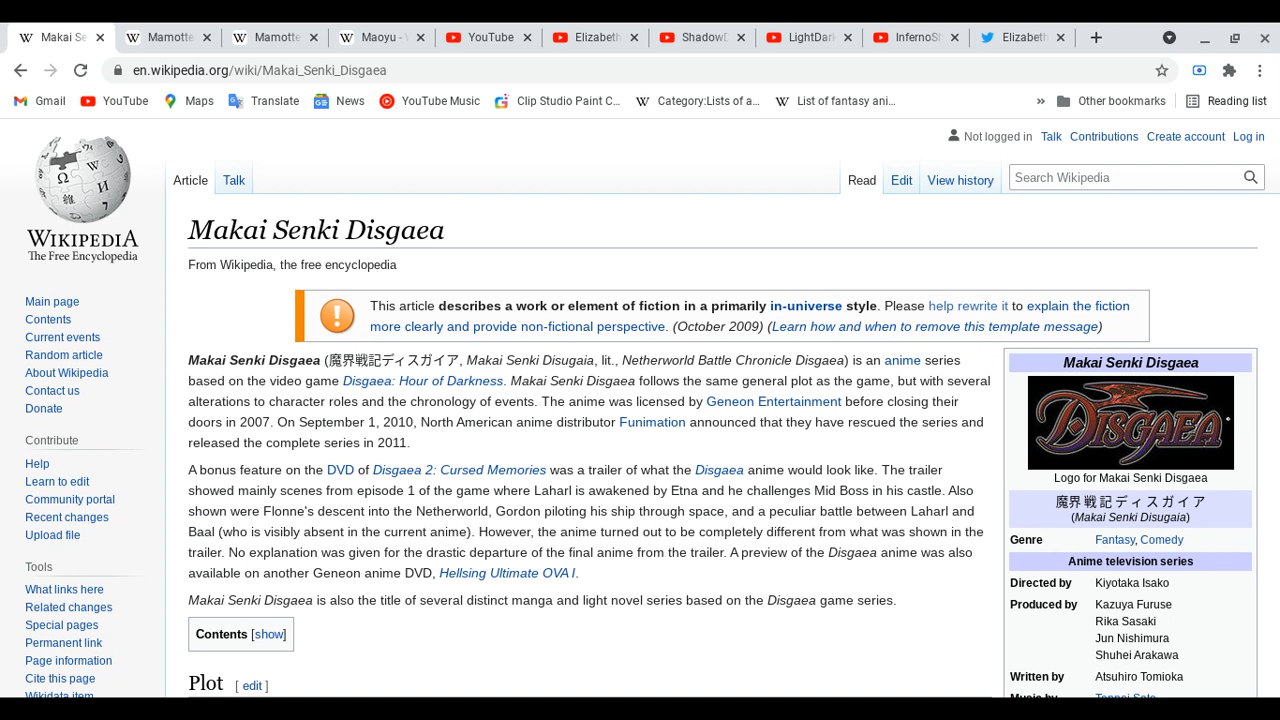 Makai Se
Mamotte
Mamotte
Maoyu - W
YouTube
Elizabeth
ShadowD
LightDark
InfernoSh
Elizabeth
en.wikipedia.org/wiki/Makai_Senki_Disgaea
Gmail YouTube Maps Translate News YouTube Music Clip Studio Paint C... Category:Lists of a... List of fantasy ani... » Other bookmarks Reading list
Not logged in Talk Contributions Create account Log in
Article Talk Read Edit View history Search Wikipedia
WIKIPEDIA
The Free Encyclopedia
Main page
Contents
Current events
Random article
About Wikipedia
Contact us
Donate
Contribute
Help
Learn to edit
Community portal
Recent changes
Upload file
Tools
What links here
Related changes
Special pages
Permanent link
Page information
Cite this page
Wikidata item
Makai Senki Disgaea
From Wikipedia, the free encyclopedia
This article describes a work or element of fiction in a primarily in-universe style. Please help rewrite it to explain the fiction
more clearly and provide non-fictional perspective. (October 2009) (Learn how and when to remove this template message)
Makai Senki Disgaea (魔界戦記ディスガイア, Makai Senki Disugaia, lit., Netherworld Battle Chronicle Disgaea) is an anime series
based on the video game Disgaea: Hour of Darkness. Makai Senki Disgaea follows the same general plot as the game, but with several
alterations to character roles and the chronology of events. The anime was licensed by Geneon Entertainment before closing their
doors in 2007. On September 1, 2010, North American anime distributor Funimation announced that they have rescued the series and
released the complete series in 2011.
A bonus feature on the DVD of Disgaea 2: Cursed Memories was a trailer of what the Disgaea anime would look like. The trailer
showed mainly scenes from episode 1 of the game where Laharl is awakened by Etna and he challenges Mid Boss in his castle. Also
shown were Flonne's descent into the Netherworld, Gordon piloting his ship through space, and a peculiar battle between Laharl and
Baal (who is visibly absent in the current anime). However, the anime turned out to be completely different from what was shown in the
trailer. No explanation was given for the drastic departure of the final anime from the trailer. A preview of the Disgaea anime was also
available on another Geneon anime DVD, Hellsing Ultimate OVA I.
Makai Senki Disgaea is also the title of several distinct manga and light novel series based on the Disgaea game series.
Contents [show]
Plot [ edit ]
Makai Senki Disgaea
DISGAEA
Logo for Makai Senki Disgaea
魔界戦記ディスガイア
(Makai Senki Disugaia)
Genre Fantasy, Comedy
Anime television series
Directed by Kiyotaka Isako
Produced by Kazuya Furuse
Rika Sasaki
Jun Nishimura
Shuhei Arakawa
Written by Atsuhiro Tomioka
Music by Tenpei Sato